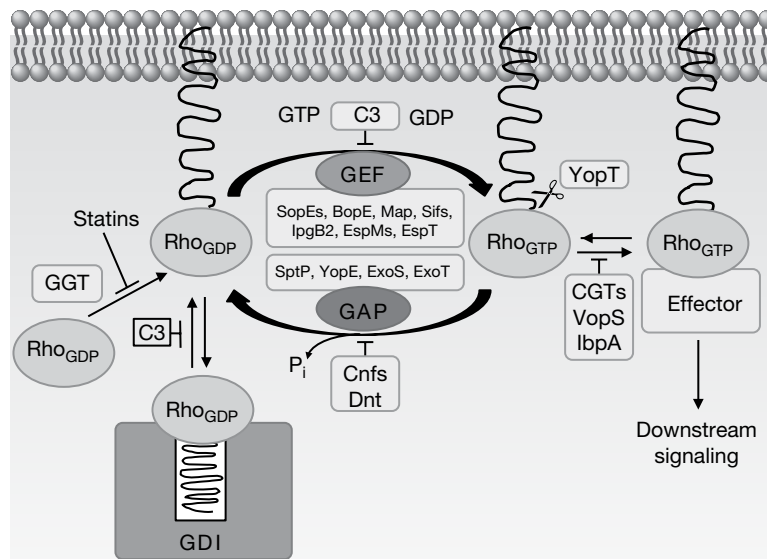 GTP
C3
GDP
GEF
YopT
SopEs, BopE, Map, Sifs,
IpgB2, EspMs, EspT
Statins
RhoGDP
RhoGTP
RhoGTP
SptP, YopE, ExoS, ExoT
GGT
GAP
CGTs
VopS
IbpA
Effector
C3
RhoGDP
Pi
Cnfs
Dnt
RhoGDP
Downstream
signaling
GDI